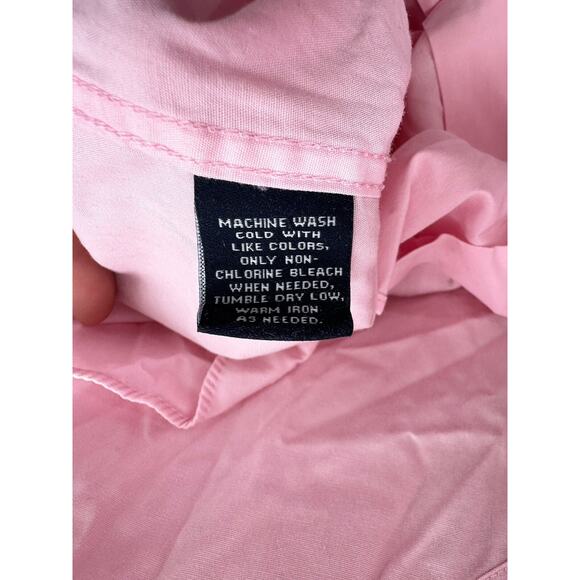 MACHINE WASH
COLD WITH
LIKE COLORS,
ONLY NON-
CHLORINE BLEACH
WHEN NEEDED,
TUMBLE DRY LOW,
WARM IRON
AS NEEDED.